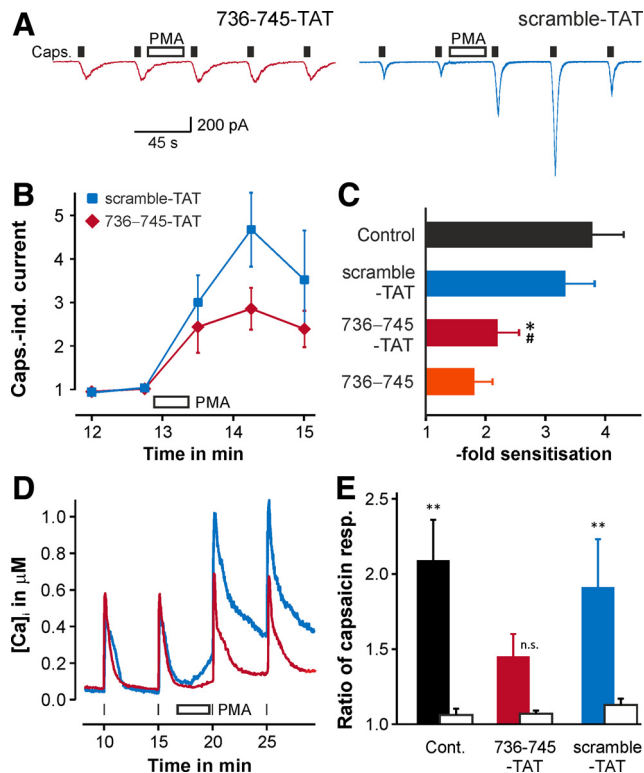 A
736-745-TAT
scramble-TAT
Caps.
PMA
PMA
200 pA
45 s
B
scramble-TAT
736–745-TAT
Caps.-ind. current
5
4
3
2
1
PMA
12
13
14
15
Time in min
C
Control
scramble
-TAT
736–745
-TAT
736–745
*
#
1
2
3
4
-fold sensitisation
D
[Ca]i in μM
1.0
0.8
0.6
0.4
0.2
0.0
PMA
10
15
20
25
Time in min
E
Ratio of capsaicin resp.
2.5
2.0
1.5
1.0
**
n.s.
**
Cont.
736-745
-TAT
scramble
-TAT